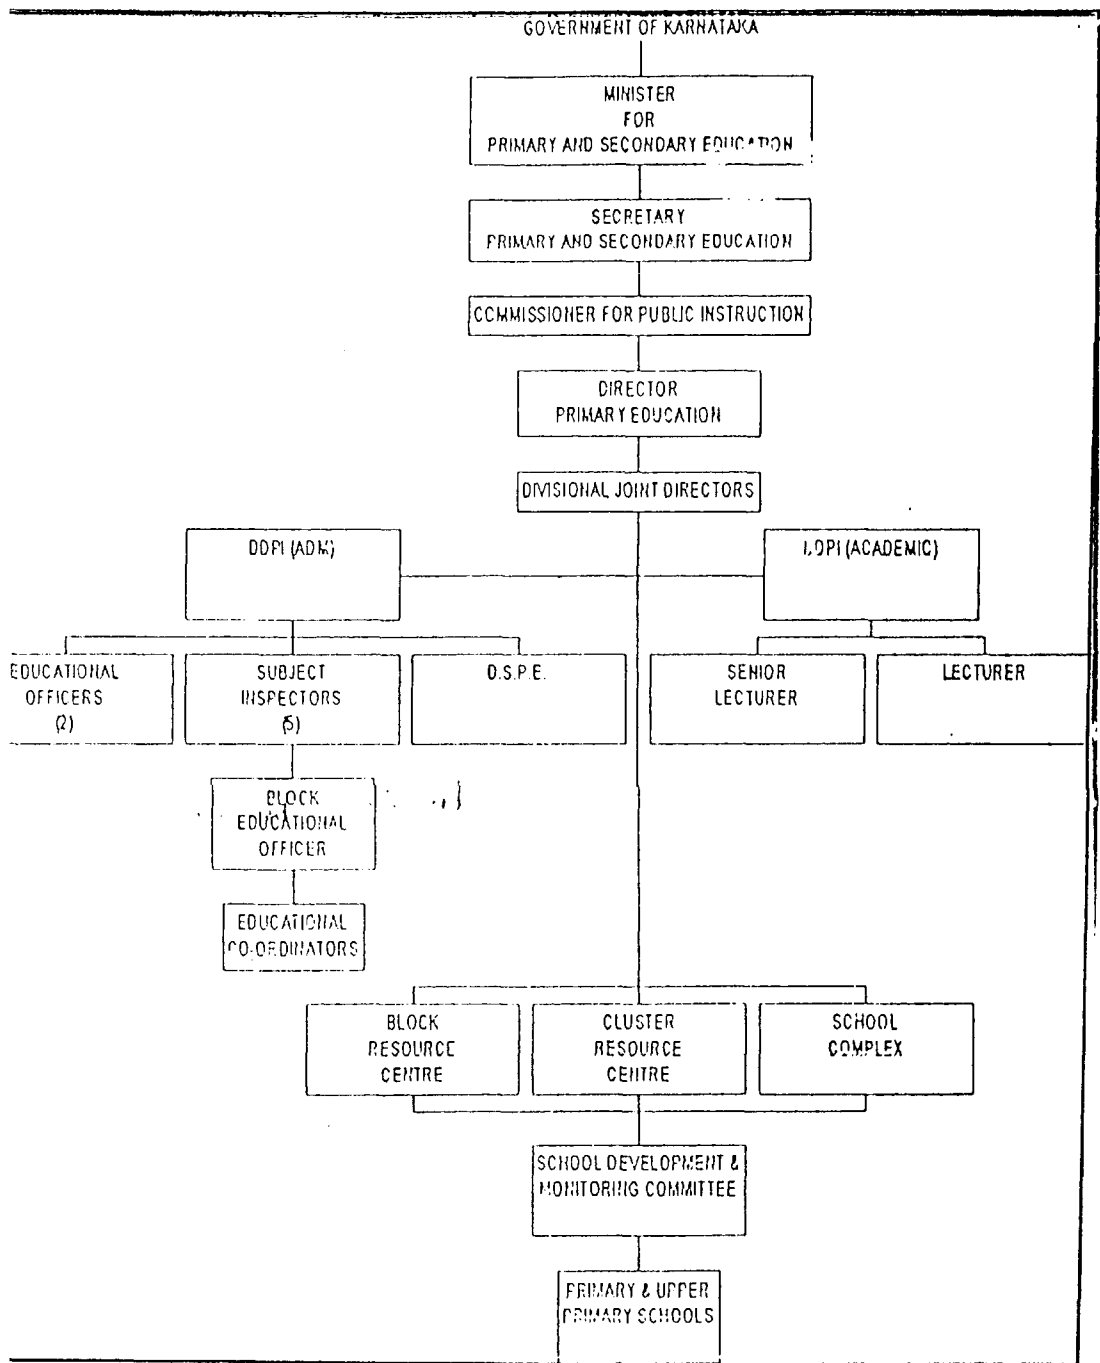 GOVERNMENT OF KARNATAKA
MINISTER
FOR
PRIMARY AND SECONDARY EDUCATION
SECRETARY
PRIMARY AND SECONDARY EDUCATION
COMMISSIONER FOR PUBLIC INSTRUCTION
DIRECTOR
PRIMARY EDUCATION
DIVISIONAL JOINT DIRECTORS
DDPI (ADM)
DDPI (ACADEMIC)
EDUCATIONAL
OFFICERS
(2)
SUBJECT
INSPECTORS
(5)
D.S.P.E.
SENIOR
LECTURER
LECTURER
BLOCK
EDUCATIONAL
OFFICER
EDUCATIONAL
CO-ORDINATORS
BLOCK
RESOURCE
CENTRE
CLUSTER
RESOURCE
CENTRE
SCHOOL
COMPLEX
SCHOOL DEVELOPMENT &
MONITORING COMMITTEE
PRIMARY & UPPER
PRIMARY SCHOOLS